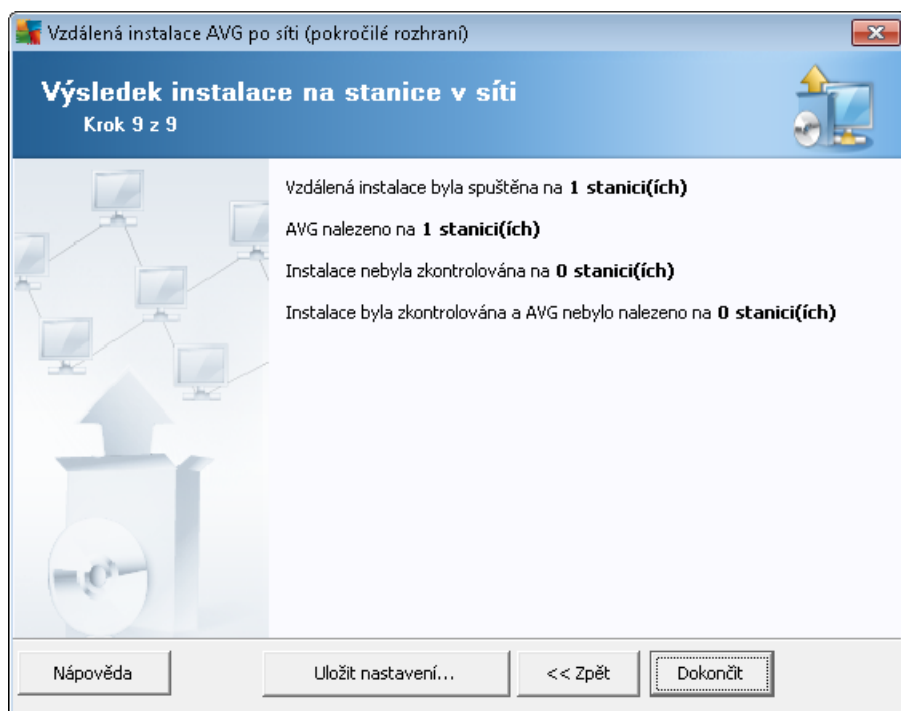 Vzdálená instalace AVG po síti (pokročilé rozhraní)
Výsledek instalace na stanice v síti
Krok 9 z 9
Vzdálená instalace byla spuštěna na 1 stanici(ích)
AVG nalezeno na 1 stanici(ích)
Instalace nebyla zkontrolována na 0 stanici(ích)
Instalace byla zkontrolována a AVG nebylo nalezeno na 0 stanici(ích)
Nápověda
Uložit nastavení...
<< Zpět
Dokončit